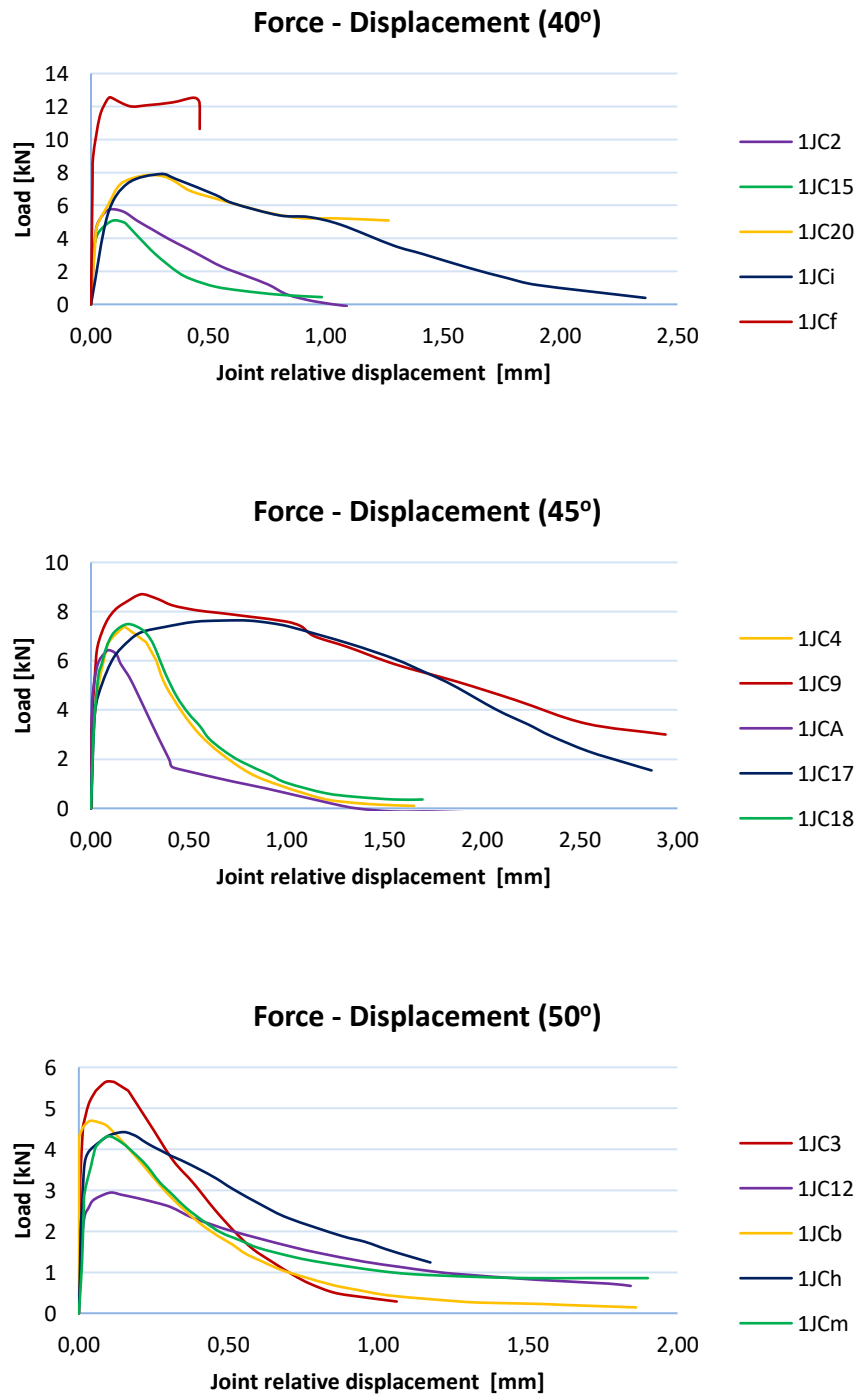 Force - Displacement (40º)
14
12
10
8
6
4
2
0
Load [kN]
0,00 0,50 1,00 1,50 2,00 2,50
Joint relative displacement [mm]
1JC2
1JC15
1JC20
1JCi
1JCf
Force - Displacement (45º)
10
8
6
4
2
0
Load [kN]
0,00 0,50 1,00 1,50 2,00 2,50 3,00
Joint relative displacement [mm]
1JC4
1JC9
1JCA
1JC17
1JC18
Force - Displacement (50º)
6
5
4
3
2
1
0
Load [kN]
0,00 0,50 1,00 1,50 2,00
Joint relative displacement [mm]
1JC3
1JC12
1JCb
1JCh
1JCm